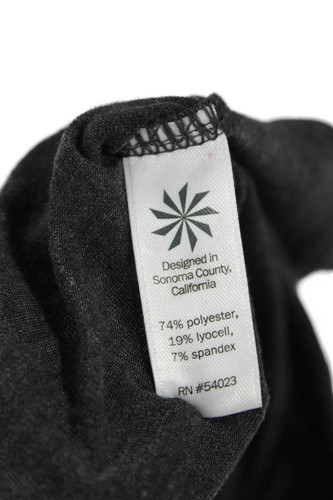 Designed in
Sonoma County,
California
74% polyester,
19% lyocell,
7% spandex
RN #54023